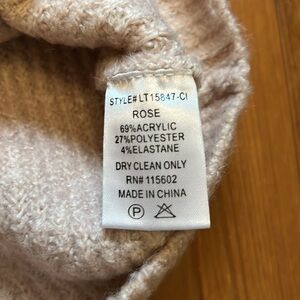 STYLE# LT15847-CI
ROSE
69%ACRYLIC
27%POLYESTER
4%ELASTANE
DRY CLEAN ONLY
RN# 115602
MADE IN CHINA
P